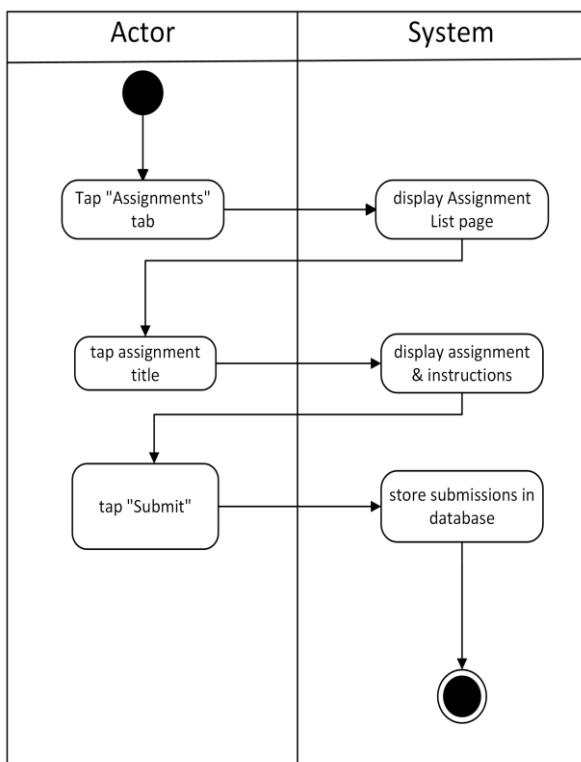 Actor
System
Tap "Assignments"
tab
display Assignment
List page
tap assignment
title
display assignment
& instructions
tap "Submit"
store submissions in
database